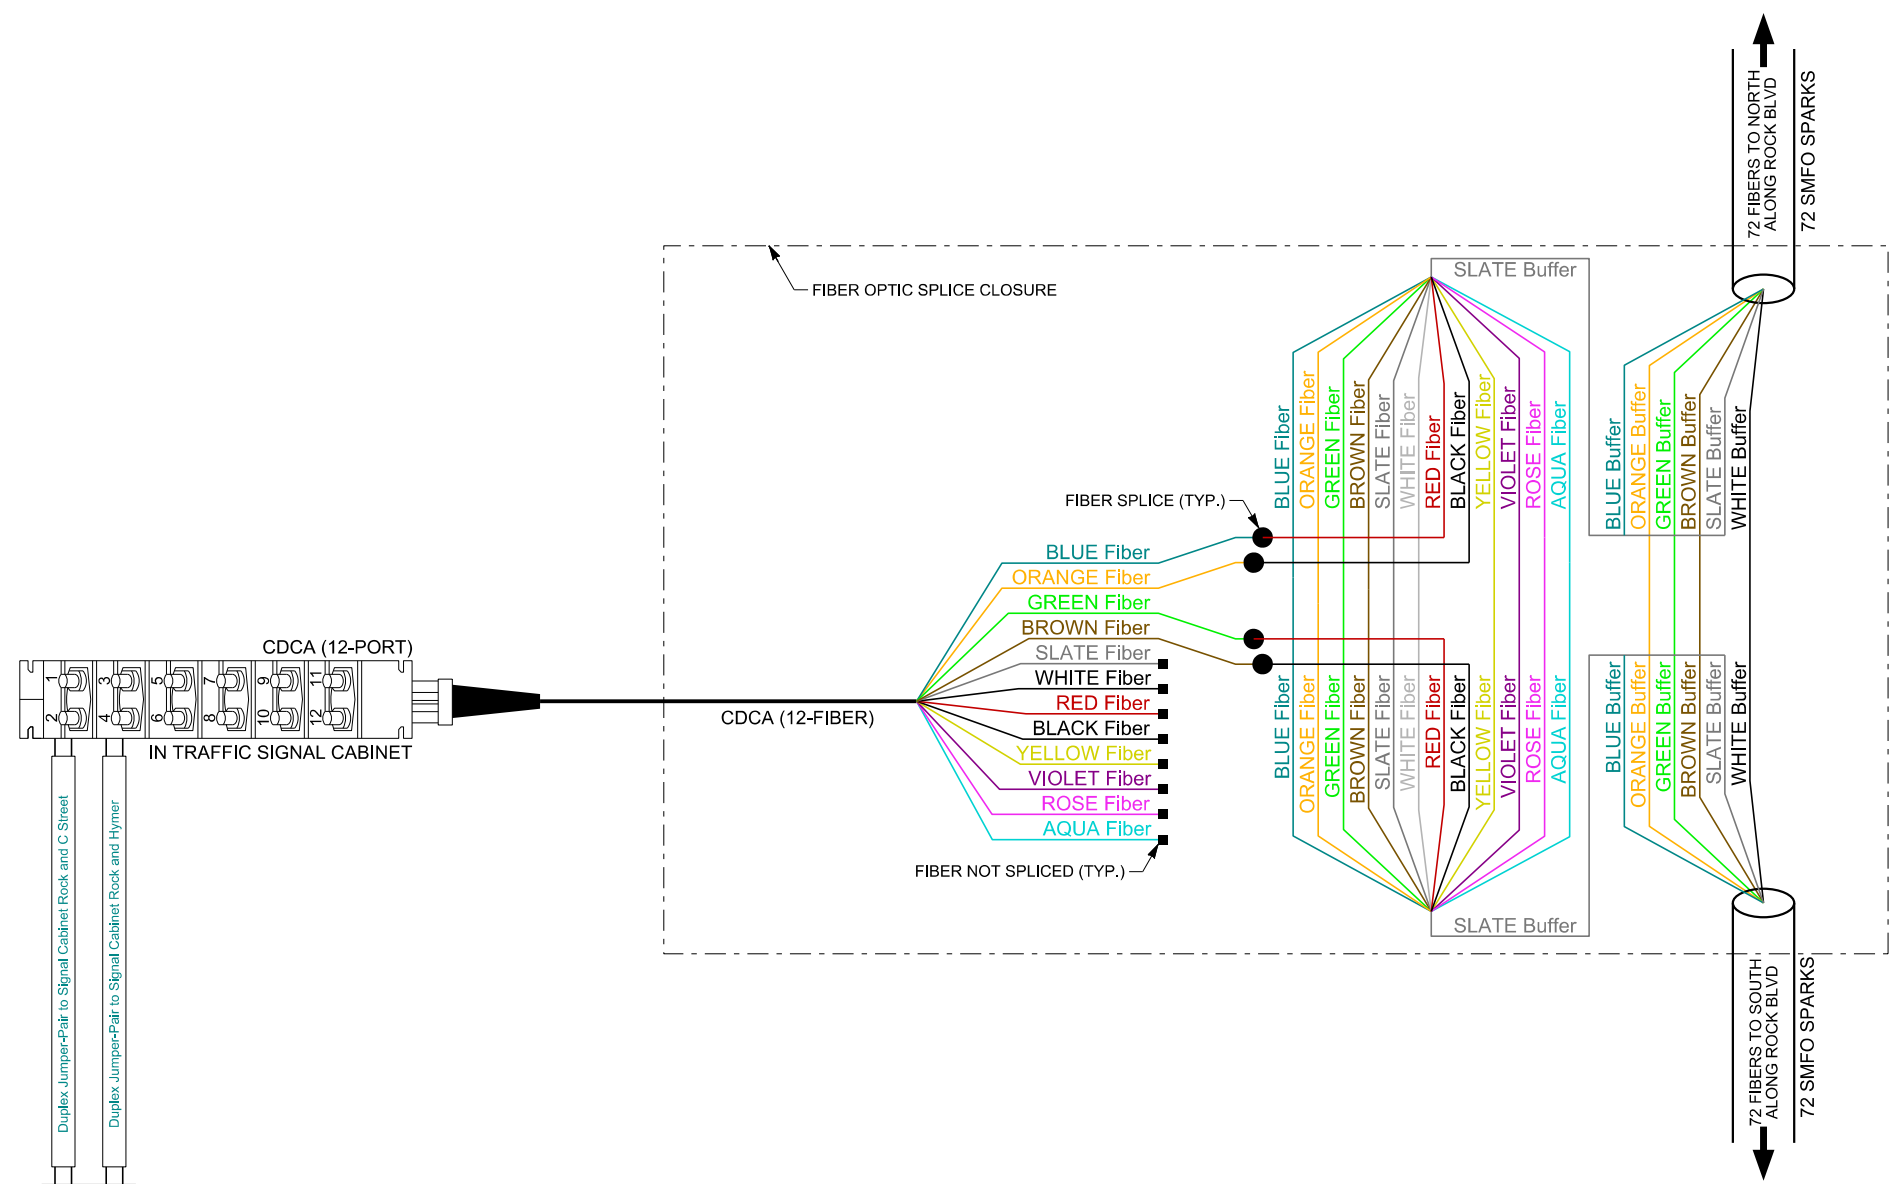 72 FIBERS TO NORTH
ALONG ROCK BLVD
72 SMFO SPARKS
FIBER OPTIC SPLICE CLOSURE
SLATE Buffer
BLUE Fiber
ORANGE Fiber
GREEN Fiber
BROWN Fiber
SLATE Fiber
WHITE Fiber
RED Fiber
BLACK Fiber
YELLOW Fiber
VIOLET Fiber
ROSE Fiber
AQUA Fiber
BLUE Buffer
ORANGE Buffer
GREEN Buffer
BROWN Buffer
SLATE Buffer
WHITE Buffer
FIBER SPLICE (TYP.)
BLUE Fiber
ORANGE Fiber
GREEN Fiber
BROWN Fiber
SLATE Fiber
WHITE Fiber
RED Fiber
BLACK Fiber
YELLOW Fiber
VIOLET Fiber
ROSE Fiber
AQUA Fiber
FIBER NOT SPLICED (TYP.)
CDCA (12-PORT)
1
3
5
7
9
11
2
4
6
8
10
12
IN TRAFFIC SIGNAL CABINET
CDCA (12-FIBER)
Duplex Jumper-Pair to Signal Cabinet Rock and C Street
Duplex Jumper-Pair to Signal Cabinet Rock and Hymer
BLUE Fiber
ORANGE Fiber
GREEN Fiber
BROWN Fiber
SLATE Fiber
WHITE Fiber
RED Fiber
BLACK Fiber
YELLOW Fiber
VIOLET Fiber
ROSE Fiber
AQUA Fiber
BLUE Buffer
ORANGE Buffer
GREEN Buffer
BROWN Buffer
SLATE Buffer
WHITE Buffer
SLATE Buffer
72 FIBERS TO SOUTH
ALONG ROCK BLVD
72 SMFO SPARKS